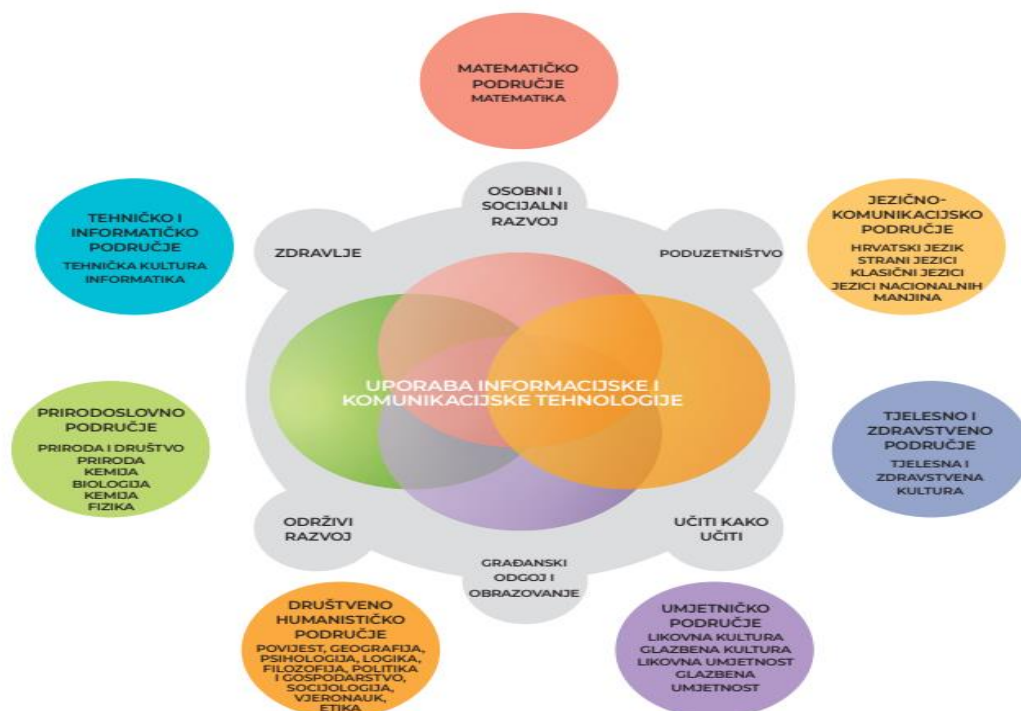 MATEMATIČKO
PODRUČJE
MATEMATIKA
OSOBNI I
SOCIJALNI
RAZVOJ
TEHNIČKO I
INFORMATIČKO
PODRUČJE
TEHNIČKA KULTURA
INFORMATIKA
ZDRAVLJE
PODUZETNIŠTVO
JEZIČNO-
KOMUNIKACIJSKO
PODRUČJE
HRVATSKI JEZIK
STRANI JEZICI
KLASIČNI JEZICI
JEZICI NACIONALNIH
MANJINA
UPORABA INFORMACIJSKE I
KOMUNIKACIJSKE TEHNOLOGIJE
PRIRODOSLOVNO
PODRUČJE
PRIRODA I DRUŠTVO
PRIRODA
KEMIJA
BIOLOGIJA
KEMIJA
FIZIKA
TJELESNO I
ZDRAVSTVENO
PODRUČJE
TJELESNA I
ZDRAVSTVENA
KULTURA
ODRŽIVI
RAZVOJ
GRAĐANSKI
ODGOJ I
OBRAZOVANJE
UČITI KAKO
UČITI
DRUŠTVENO
HUMANISTIČKO
PODRUČJE
POVIJEST, GEOGRAFIJA,
PSIHOLOGIJA, LOGIKA,
FILOZOFIJA, POLITIKA
I GOSPODARSTVO,
SOCIJOLOGIJA,
VJERONAUK,
ETIKA
UMJETNIČKO
PODRUČJE
LIKOVNA KULTURA
GLAZBENA KULTURA
LIKOVNA UMJETNOST
GLAZBENA
UMJETNOST